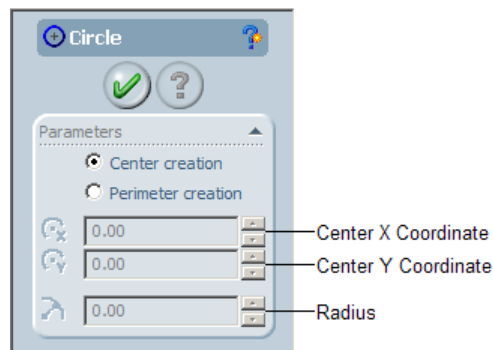 Circle
Parameters
Center creation
Perimeter creation
0.00 Center X Coordinate
0.00 Center Y Coordinate
0.00 Radius